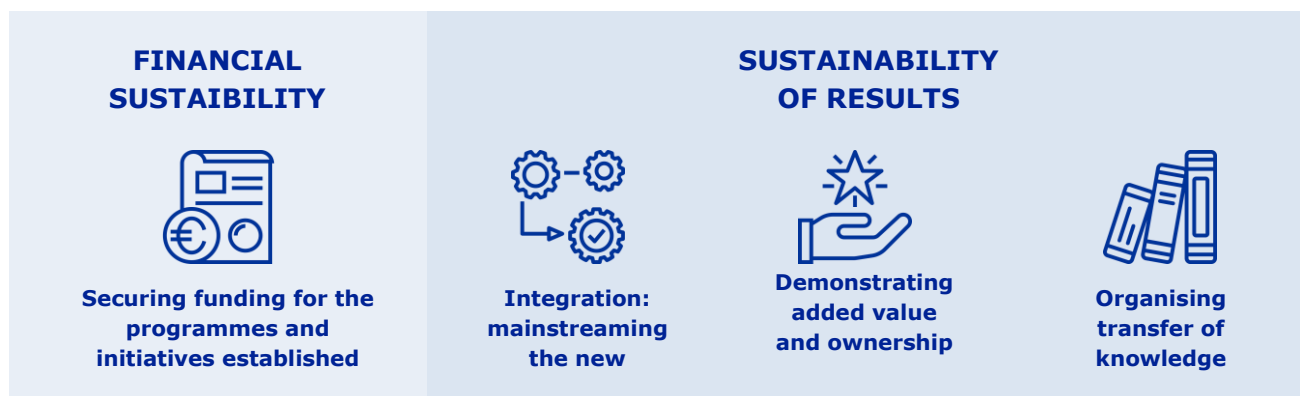 FINANCIAL
SUSTAIBILITY
SUSTAINABILITY
OF RESULTS
€
Securing funding for the
programmes and
initiatives established
Integration:
mainstreaming
the new
Demonstrating
added value
and ownership
Organising
transfer of
knowledge